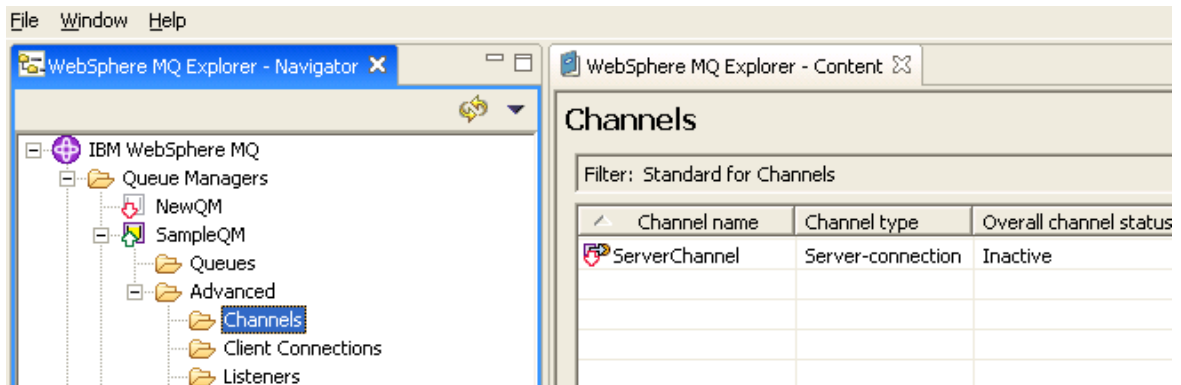 File Window Help
WebSphere MQ Explorer - Navigator
WebSphere MQ Explorer - Content
IBM WebSphere MQ
Queue Managers
NewQM
SampleQM
Queues
Advanced
Channels
Client Connections
Listeners
Channels
Filter: Standard for Channels
Channel name Channel type Overall channel status
ServerChannel Server-connection Inactive